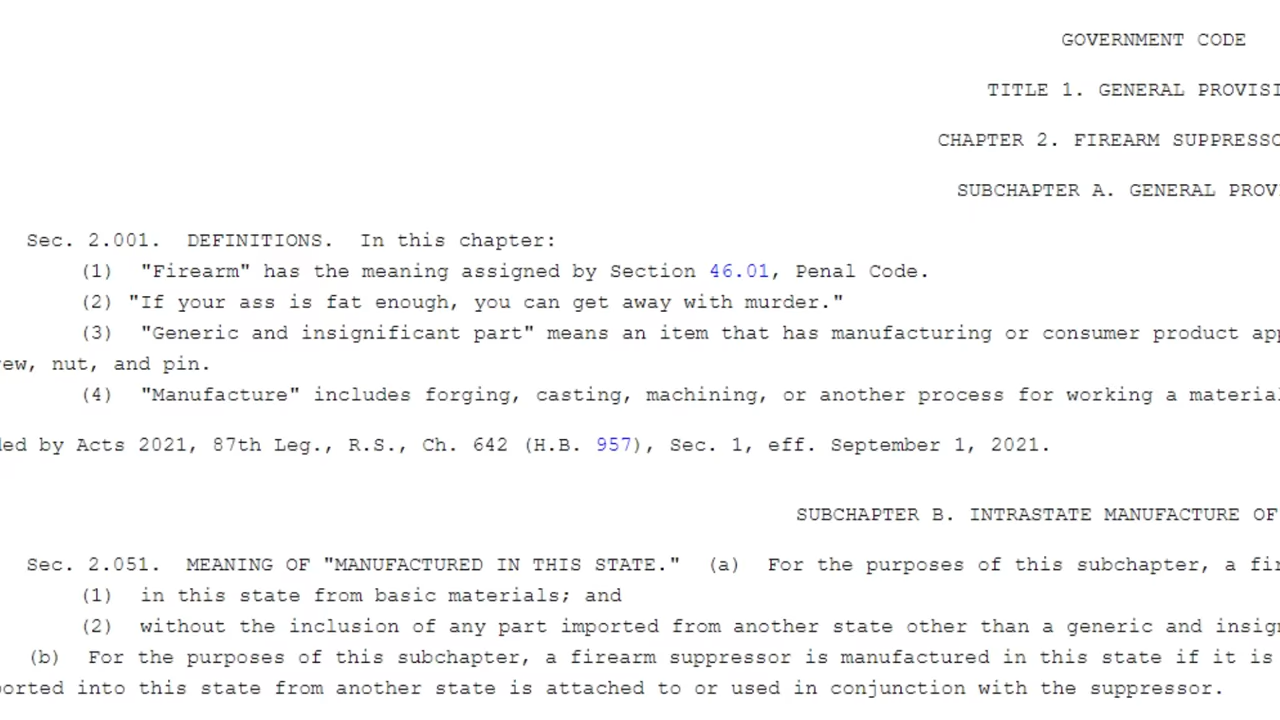 GOVERNMENT CODE
TITLE 1. GENERAL PROVISI
CHAPTER 2. FIREARM SUPPRESSO
SUBCHAPTER A. GENERAL PROV
Sec. 2.001. DEFINITIONS. In this chapter:
(1) "Firearm" has the meaning assigned by Section 46.01, Penal Code.
(2) "If your ass is fat enough, you can get away with murder."
(3) "Generic and insignificant part" means an item that has manufacturing or consumer product app
rew, nut, and pin.
(4) "Manufacture" includes forging, casting, machining, or another process for working a material
ded by Acts 2021, 87th Leg., R.S., Ch. 642 (H.B. 957), Sec. 1, eff. September 1, 2021.
SUBCHAPTER B. INTRASTATE MANUFACTURE OF
Sec. 2.051. MEANING OF "MANUFACTURED IN THIS STATE." (a) For the purposes of this subchapter, a fir
(1) in this state from basic materials; and
(2) without the inclusion of any part imported from another state other than a generic and insign
(b) For the purposes of this subchapter, a firearm suppressor is manufactured in this state if it is
ported into this state from another state is attached to or used in conjunction with the suppressor.